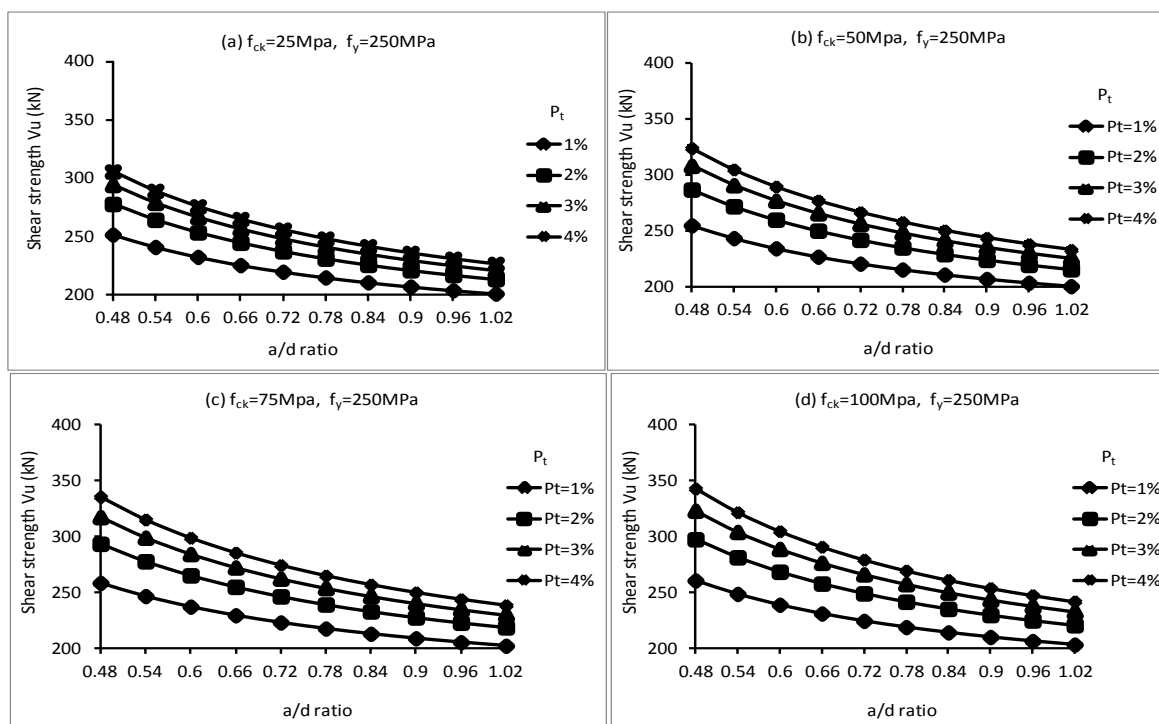 (a) fck=25Mpa, fy=250MPa
Shear strength Vu (kN)
400
350
300
250
200
0.48 0.54 0.6 0.66 0.72 0.78 0.84 0.9 0.96 1.02
a/d ratio
Pt
1%
2%
3%
4%
(b) fck=50Mpa, fy=250MPa
Shear strength Vu (kN)
400
350
300
250
200
0.48 0.54 0.6 0.66 0.72 0.78 0.84 0.9 0.96 1.02
a/d ratio
Pt
Pt=1%
Pt=2%
Pt=3%
Pt=4%
(c) fck=75Mpa, fy=250MPa
Shear strength Vu (kN)
400
350
300
250
200
0.48 0.54 0.6 0.66 0.72 0.78 0.84 0.9 0.96 1.02
a/d ratio
Pt
Pt=1%
Pt=2%
Pt=3%
Pt=4%
(d) fck=100Mpa, fy=250MPa
Shear strength Vu (kN)
400
350
300
250
200
0.48 0.54 0.6 0.66 0.72 0.78 0.84 0.9 0.96 1.02
a/d ratio
Pt
Pt=1%
Pt=2%
Pt=3%
Pt=4%